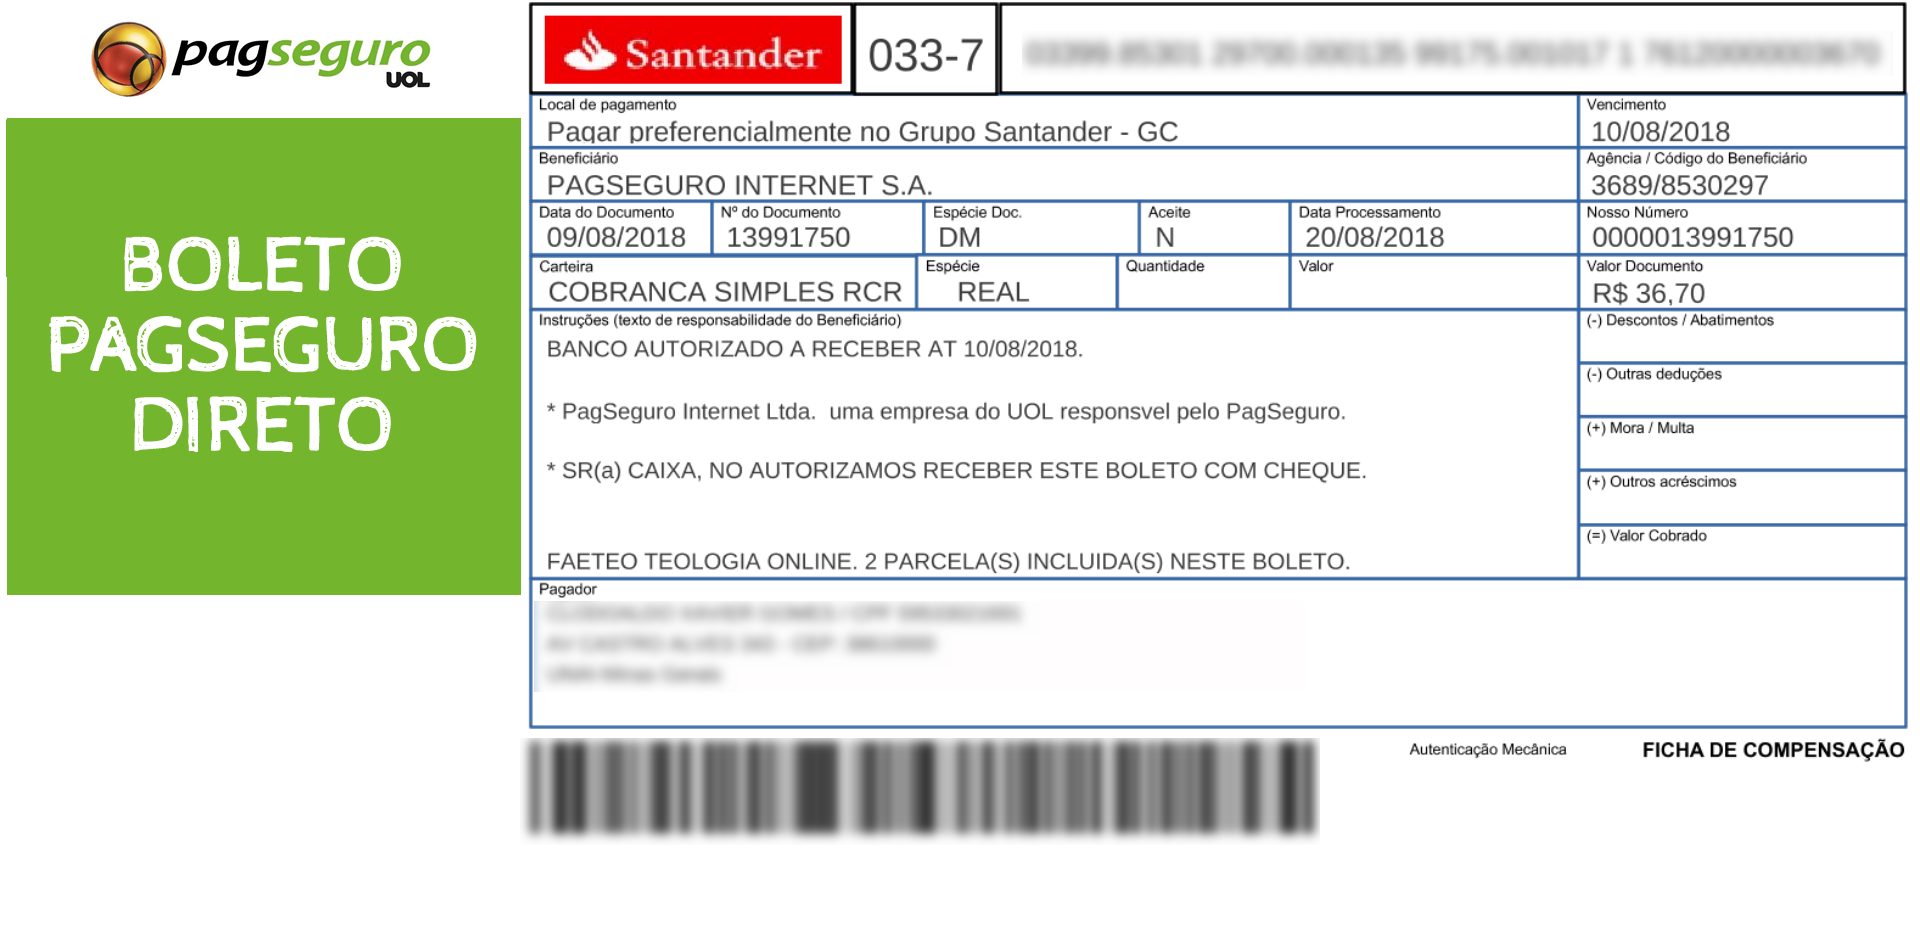 pagseguro
UOL
BOLETO
PAGSEGURO
DIRETO
Santander
033-7
Local de pagamento
Pagar preferencialmente no Grupo Santander - GC
Vencimento
10/08/2018
Beneficiário
PAGSEGURO INTERNET S.A.
Agência / Código do Beneficiário
3689/8530297
Data do Documento
09/08/2018
Nº do Documento
13991750
Espécie Doc.
DM
Aceite
N
Data Processamento
20/08/2018
Nosso Número
0000013991750
Carteira
COBRANCA SIMPLES RCR
Espécie
REAL
Quantidade
Valor
Valor Documento
R$ 36,70
Instruções (texto de responsabilidade do Beneficiário)
BANCO AUTORIZADO A RECEBER AT 10/08/2018.
* PagSeguro Internet Ltda.  uma empresa do UOL responsvel pelo PagSeguro.
* SR(a) CAIXA, NO AUTORIZAMOS RECEBER ESTE BOLETO COM CHEQUE.
FAETEO TEOLOGIA ONLINE. 2 PARCELA(S) INCLUIDA(S) NESTE BOLETO.
(-) Descontos / Abatimentos
(-) Outras deduções
(+) Mora / Multa
(+) Outros acréscimos
(=) Valor Cobrado
Pagador
Autenticação Mecânica
FICHA DE COMPENSAÇÃO